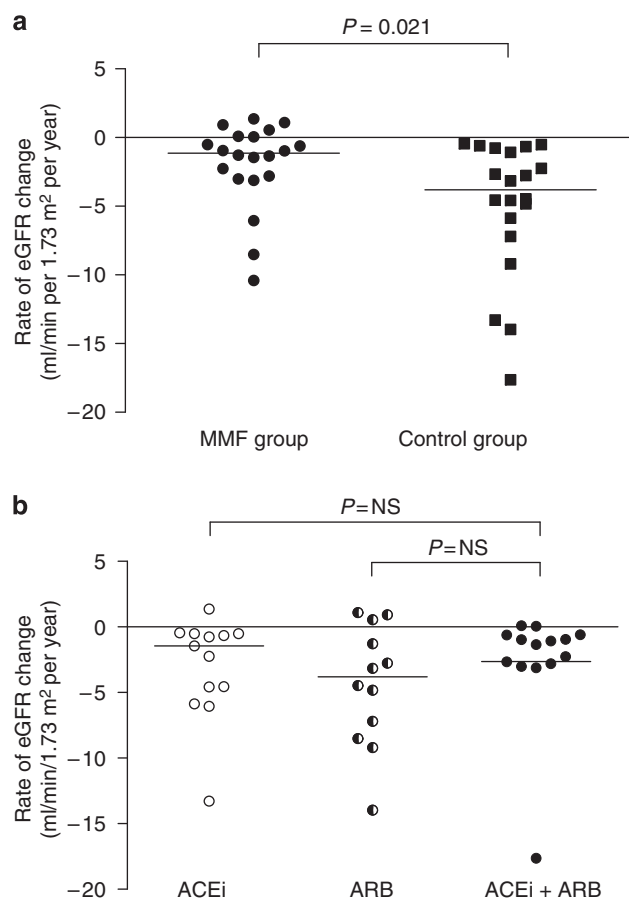 a
P = 0.021
5
0
−5
−10
−15
−20
Rate of eGFR change
(ml/min per 1.73 m² per year)
MMF group Control group
b
P=NS
P=NS
5
0
−5
−10
−15
−20
Rate of eGFR change
(ml/min/1.73 m² per year)
ACEi ARB ACEi + ARB